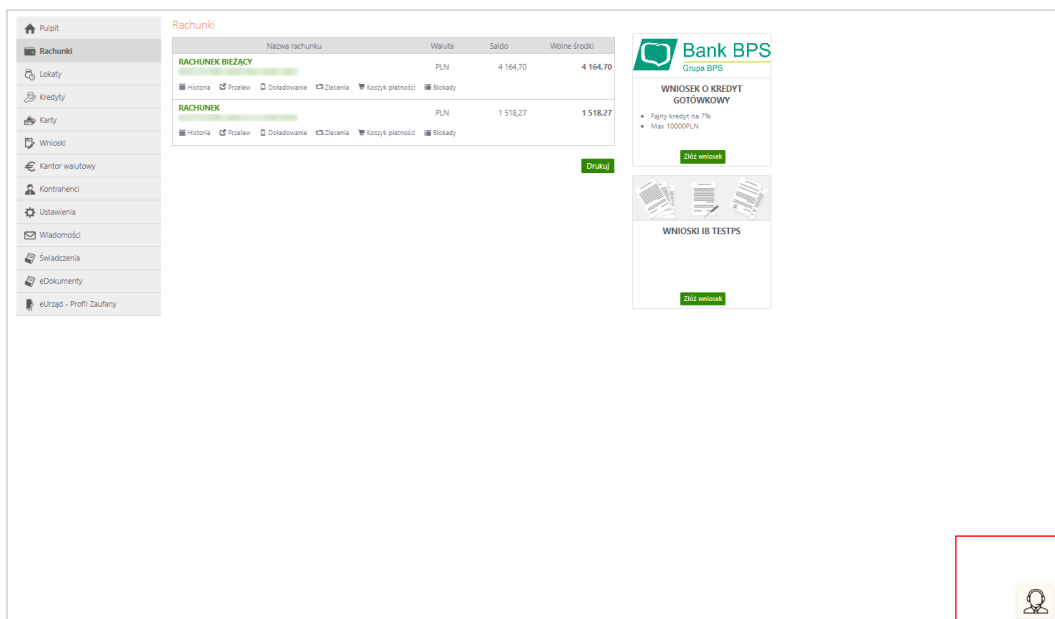 Pulpit
Rachunki
Lokaty
Kredyty
Karty
Wnioski
Kantor walutowy
Kontrahenci
Ustawienia
Wiadomości
Świadczenia
eDokumenty
eUrząd - Profil Zaufany
Rachunki
Nazwa rachunku Waluta Saldo Wolne środki
RACHUNEK BIEŻĄCY
PLN 4 164,70 4 164,70
Historia Przelew Doładowanie Zlecenia Koszyk płatności Blokady
RACHUNEK
PLN 1 518,27 1 518,27
Historia Przelew Doładowanie Zlecenia Koszyk płatności Blokady
Drukuj
Bank BPS
Grupa BPS
WNIOSEK O KREDYT
GOTÓWKOWY
Fajny kredyt na 7%
Max 10000PLN
Złóż wniosek
WNIOSKI IB TESTPS
Złóż wniosek